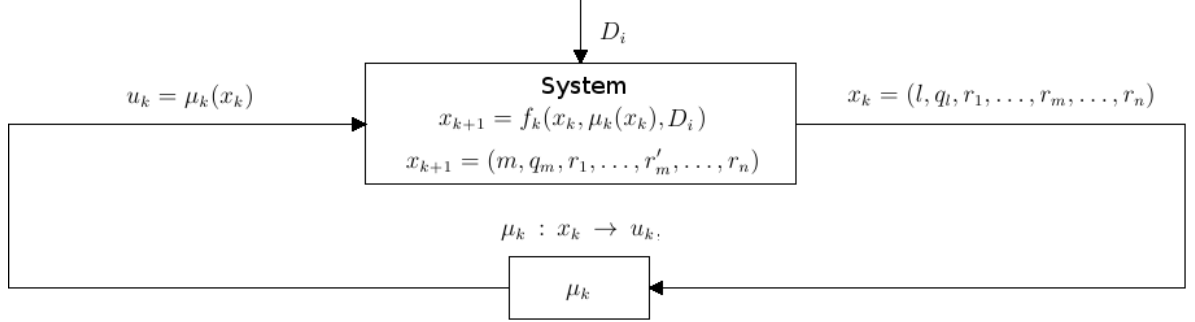 D_i
System
u_k = μ_k(x_k)
x_k = (l, q_l, r_1, . . . , r_m, . . . , r_n)
x_{k+1} = f_k(x_k, μ_k(x_k), D_i)
x_{k+1} = (m, q_m, r_1, . . . , r'_m, . . . , r_n)
μ_k : x_k → u_k,
μ_k